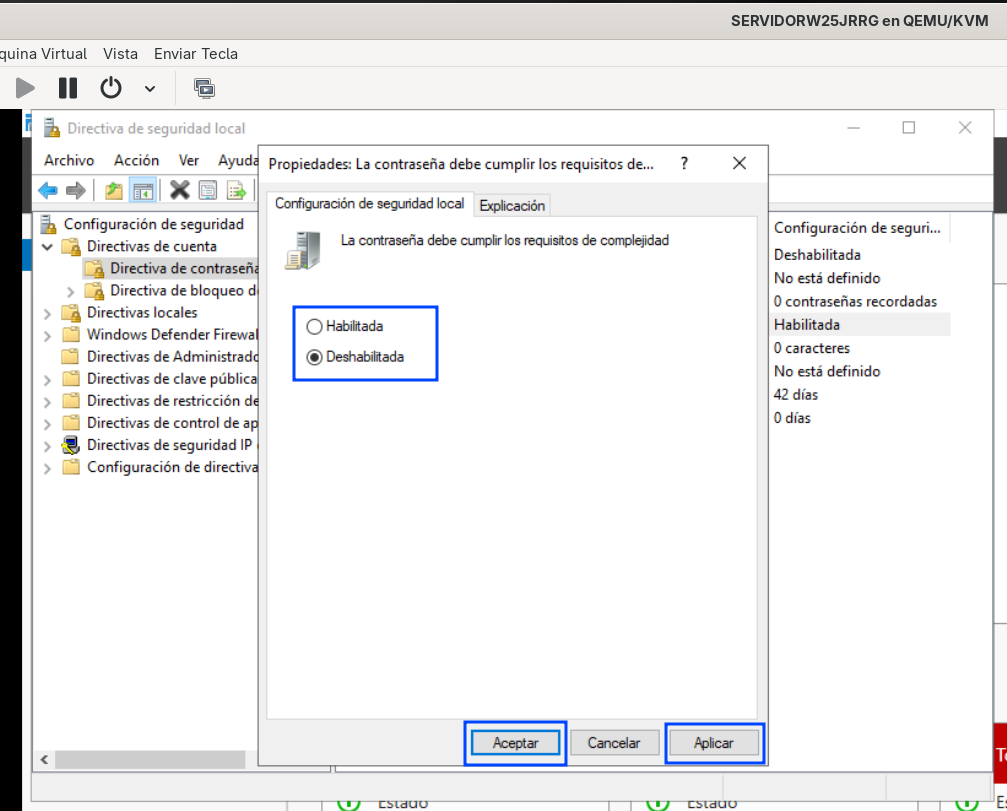 SERVIDORW25JRRG en QEMU/KVM
quina Virtual Vista Enviar Tecla
Directiva de seguridad local
Archivo Acción Ver Ayuda
Propiedades: La contraseña debe cumplir los requisitos de... ?
Configuración de seguridad local Explicación
La contraseña debe cumplir los requisitos de complejidad
Habilitada
Deshabilitada
Aceptar Cancelar Aplicar
Configuración de seguridad
Directivas de cuenta
Directiva de contraseña
Directiva de bloqueo de
Directivas locales
Windows Defender Firewal
Directivas de Administrado
Directivas de clave pública
Directivas de restricción de
Directivas de control de ap
Directivas de seguridad IP
Configuración de directiva
Configuración de seguri...
Deshabilitada
No está definido
0 contraseñas recordadas
Habilitada
0 caracteres
No está definido
42 días
0 días
Estado Estado Es